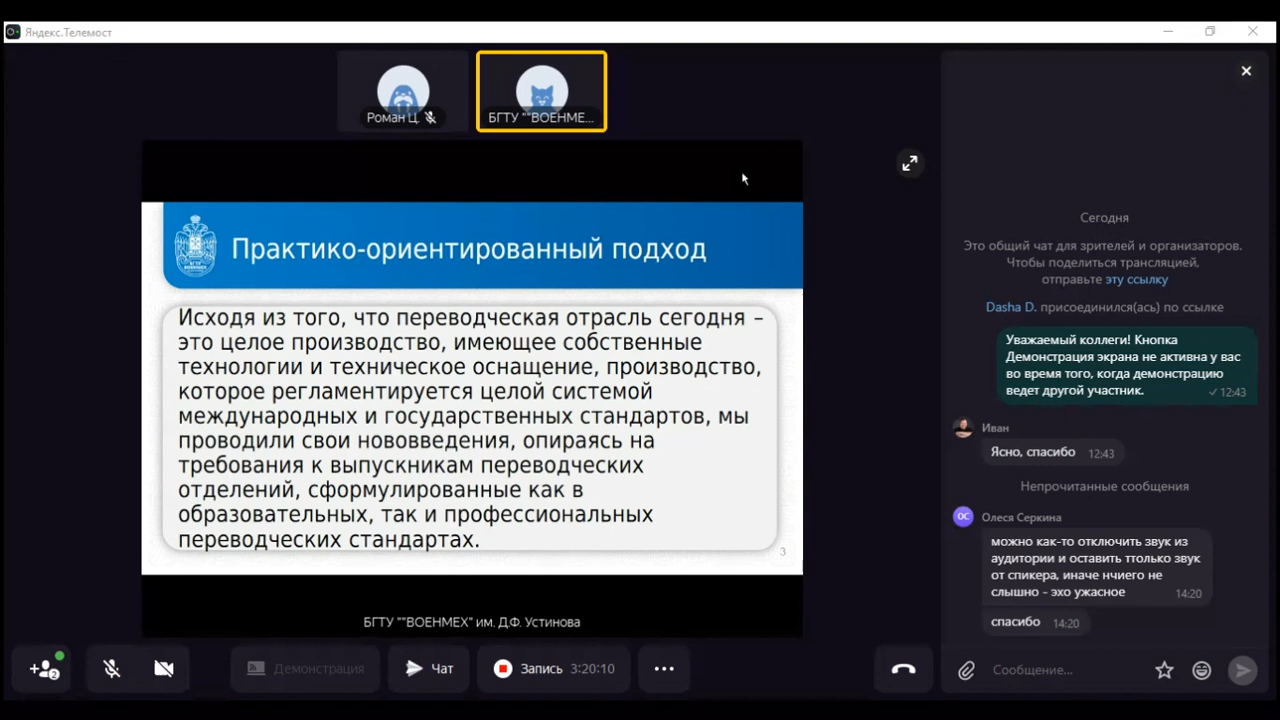 Яндекс.Телемост
Роман Ц.
БГТУ ""ВОЕНМЕ...
Практико-ориентированный подход
Исходя из того, что переводческая отрасль сегодня –
это целое производство, имеющее собственные
технологии и техническое оснащение, производство,
которое регламентируется целой системой
международных и государственных стандартов, мы
проводили свои нововведения, опираясь на
требования к выпускникам переводческих
отделений, сформулированные как в
образовательных, так и профессиональных
переводческих стандартах.
3
БГТУ ""ВОЕНМЕХ" им. Д.Ф. Устинова
2
Демонстрация
Чат
Запись 3:20:10
Сегодня
Это общий чат для зрителей и организаторов.
Чтобы поделиться трансляцией,
отправьте эту ссылку
Dasha D. присоединился(ась) по ссылке
Уважаемый коллеги! Кнопка
Демонстрация экрана не активна у вас
во время того, когда демонстрацию
ведет другой участник.
12:43
Иван
Ясно, спасибо 12:43
Непрочитанные сообщения
ОС Олеся Серкина
можно как-то отключить звук из
аудитории и оставить ттолько звук
от спикера, иначе нчиего не
слышно - эхо ужасное 14:20
спасибо 14:20
Сообщение...